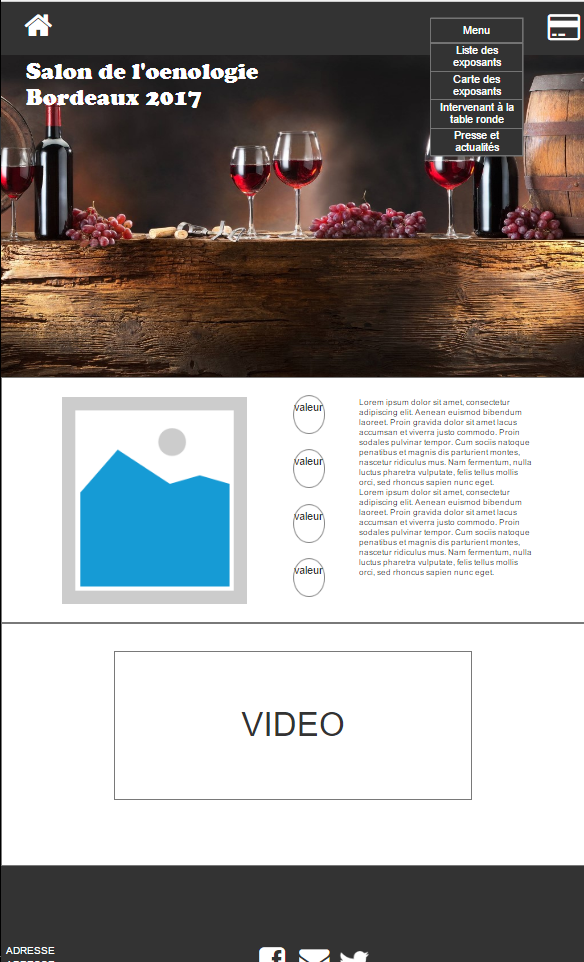 Menu
Salon de l'oenologie
Bordeaux 2017
Liste des
exposants
Carte des
exposants
Intervenant à la
table ronde
Presse et
actualités
valeur
valeur
valeur
valeur
Lorem ipsum dolor sit amet, consectetur
adipiscing elit. Aenean euismod bibendum
laoreet. Proin gravida dolor sit amet lacus
accumsan et viverra justo commodo. Proin
sodales pulvinar tempor. Cum sociis natoque
penatibus et magnis dis parturient montes,
nascetur ridiculus mus. Nam fermentum, nulla
luctus pharetra vulputate, felis tellus mollis
orci, sed rhoncus sapien nunc eget.
Lorem ipsum dolor sit amet, consectetur
adipiscing elit. Aenean euismod bibendum
laoreet. Proin gravida dolor sit amet lacus
accumsan et viverra justo commodo. Proin
sodales pulvinar tempor. Cum sociis natoque
penatibus et magnis dis parturient montes,
nascetur ridiculus mus. Nam fermentum, nulla
luctus pharetra vulputate, felis tellus mollis
orci, sed rhoncus sapien nunc eget.
VIDEO
ADRESSE